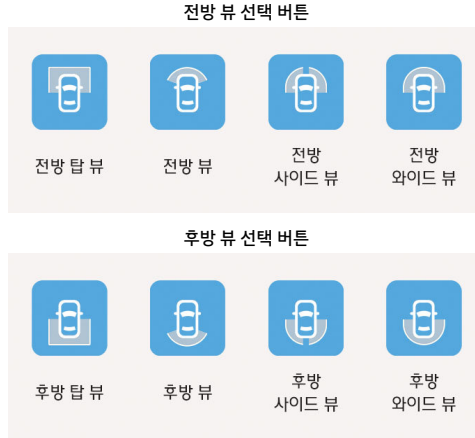 전방 뷰 선택 버튼
전방 탑 뷰
전방 뷰
전방
사이드 뷰
전방
와이드 뷰
후방 뷰 선택 버튼
후방 탑 뷰
후방 뷰
후방
사이드 뷰
후방
와이드 뷰